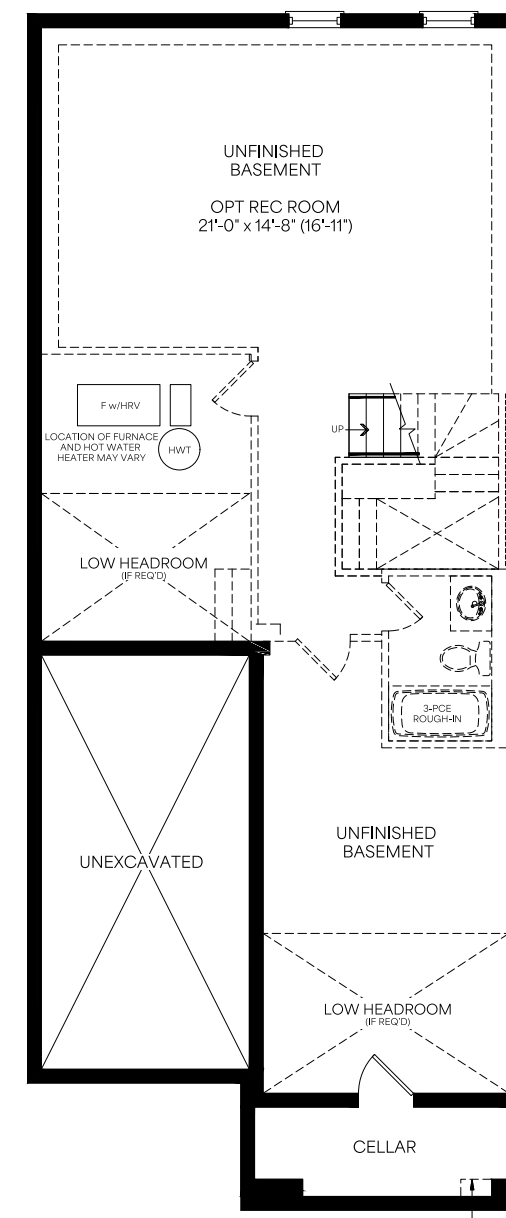 UNFINISHED
BASEMENT
OPT REC ROOM
21'-0" x 14'-8" (16'-11")
F w/HRV
UP
LOCATION OF FURNACE
AND HOT WATER
HEATER MAY VARY
HWT
LOW HEADROOM
(IF REQ'D)
3-PCE
ROUGH-IN
UNFINISHED
BASEMENT
UNEXCAVATED
LOW HEADROOM
(IF REQ'D)
CELLAR